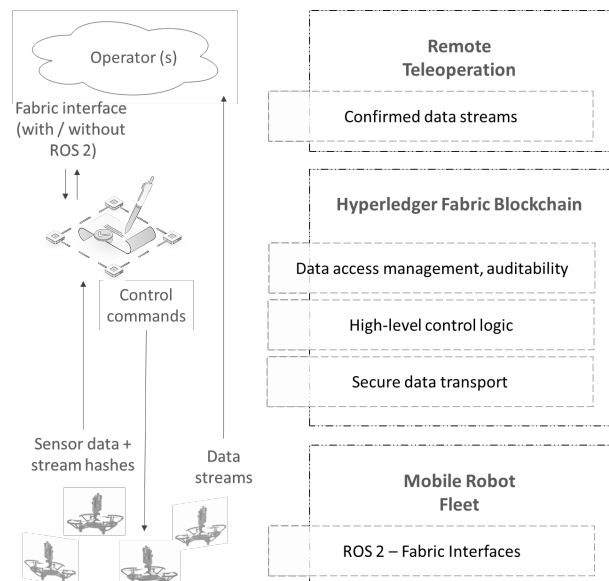 Operator (s)
Fabric interface
(with / without
ROS 2)
Control
commands
Sensor data +
stream hashes
Data
streams
Remote
Teleoperation
Confirmed data streams
Hyperledger Fabric Blockchain
Data access management, auditability
High-level control logic
Secure data transport
Mobile Robot
Fleet
ROS 2 – Fabric Interfaces